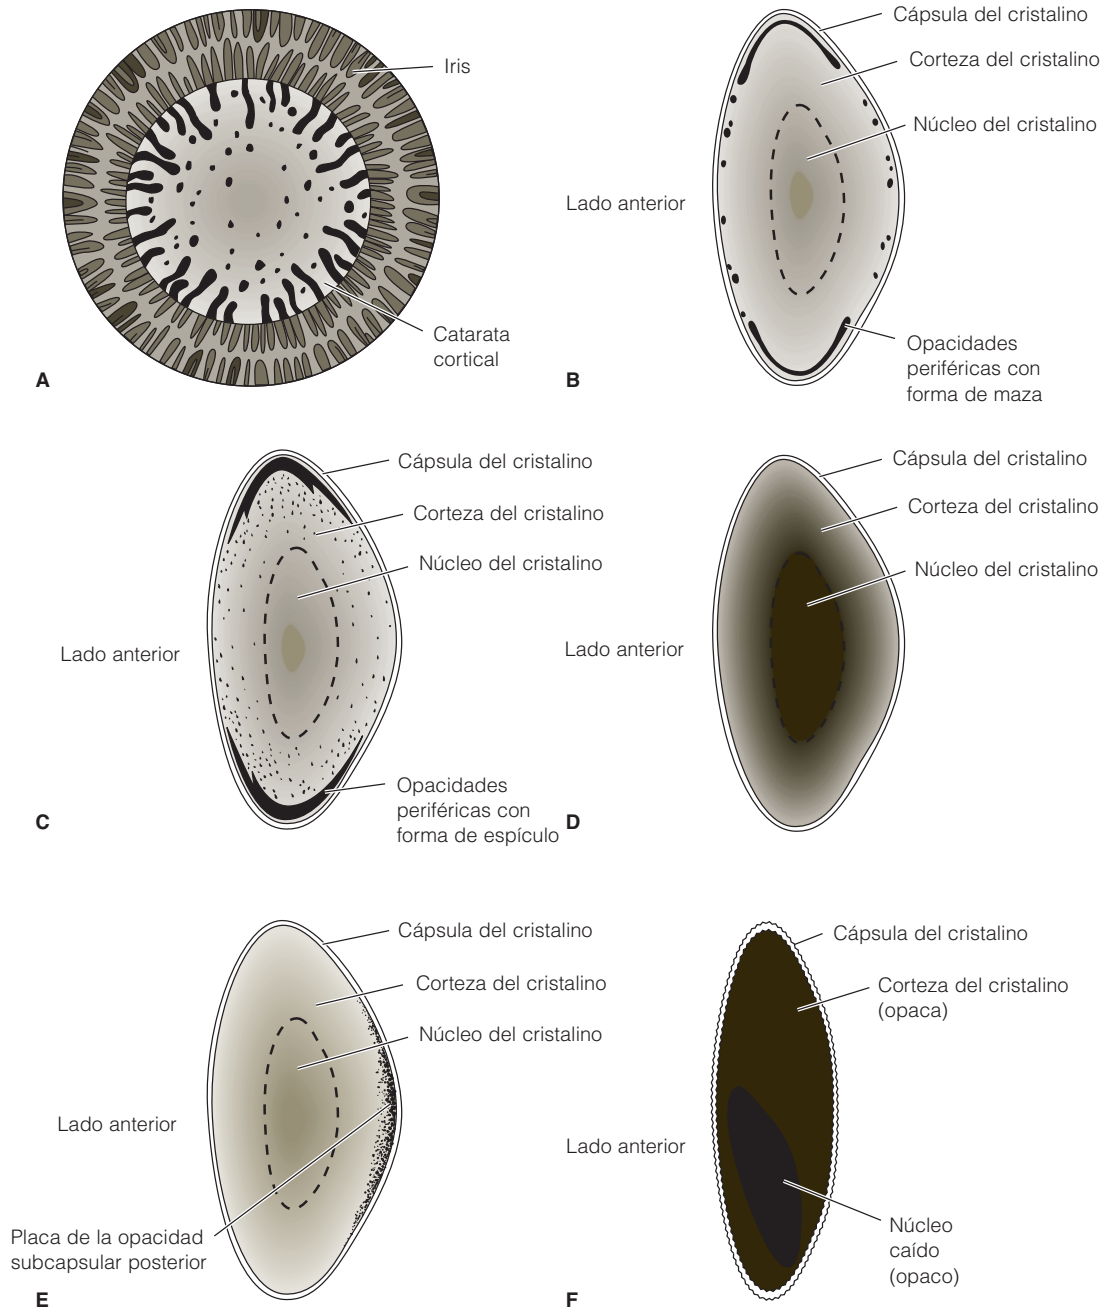 Iris
Catarata
cortical
A
Cápsula del cristalino
Corteza del cristalino
Núcleo del cristalino
Lado anterior
Opacidades
periféricas con
forma de maza
B
Cápsula del cristalino
Corteza del cristalino
Núcleo del cristalino
Lado anterior
Opacidades
periféricas con
forma de espículo
C
Cápsula del cristalino
Corteza del cristalino
Núcleo del cristalino
Lado anterior
D
Cápsula del cristalino
Corteza del cristalino
Núcleo del cristalino
Lado anterior
Placa de la opacidad
subcapsular posterior
E
Cápsula del cristalino
Corteza del cristalino
(opaca)
Lado anterior
Núcleo
caído
(opaco)
F